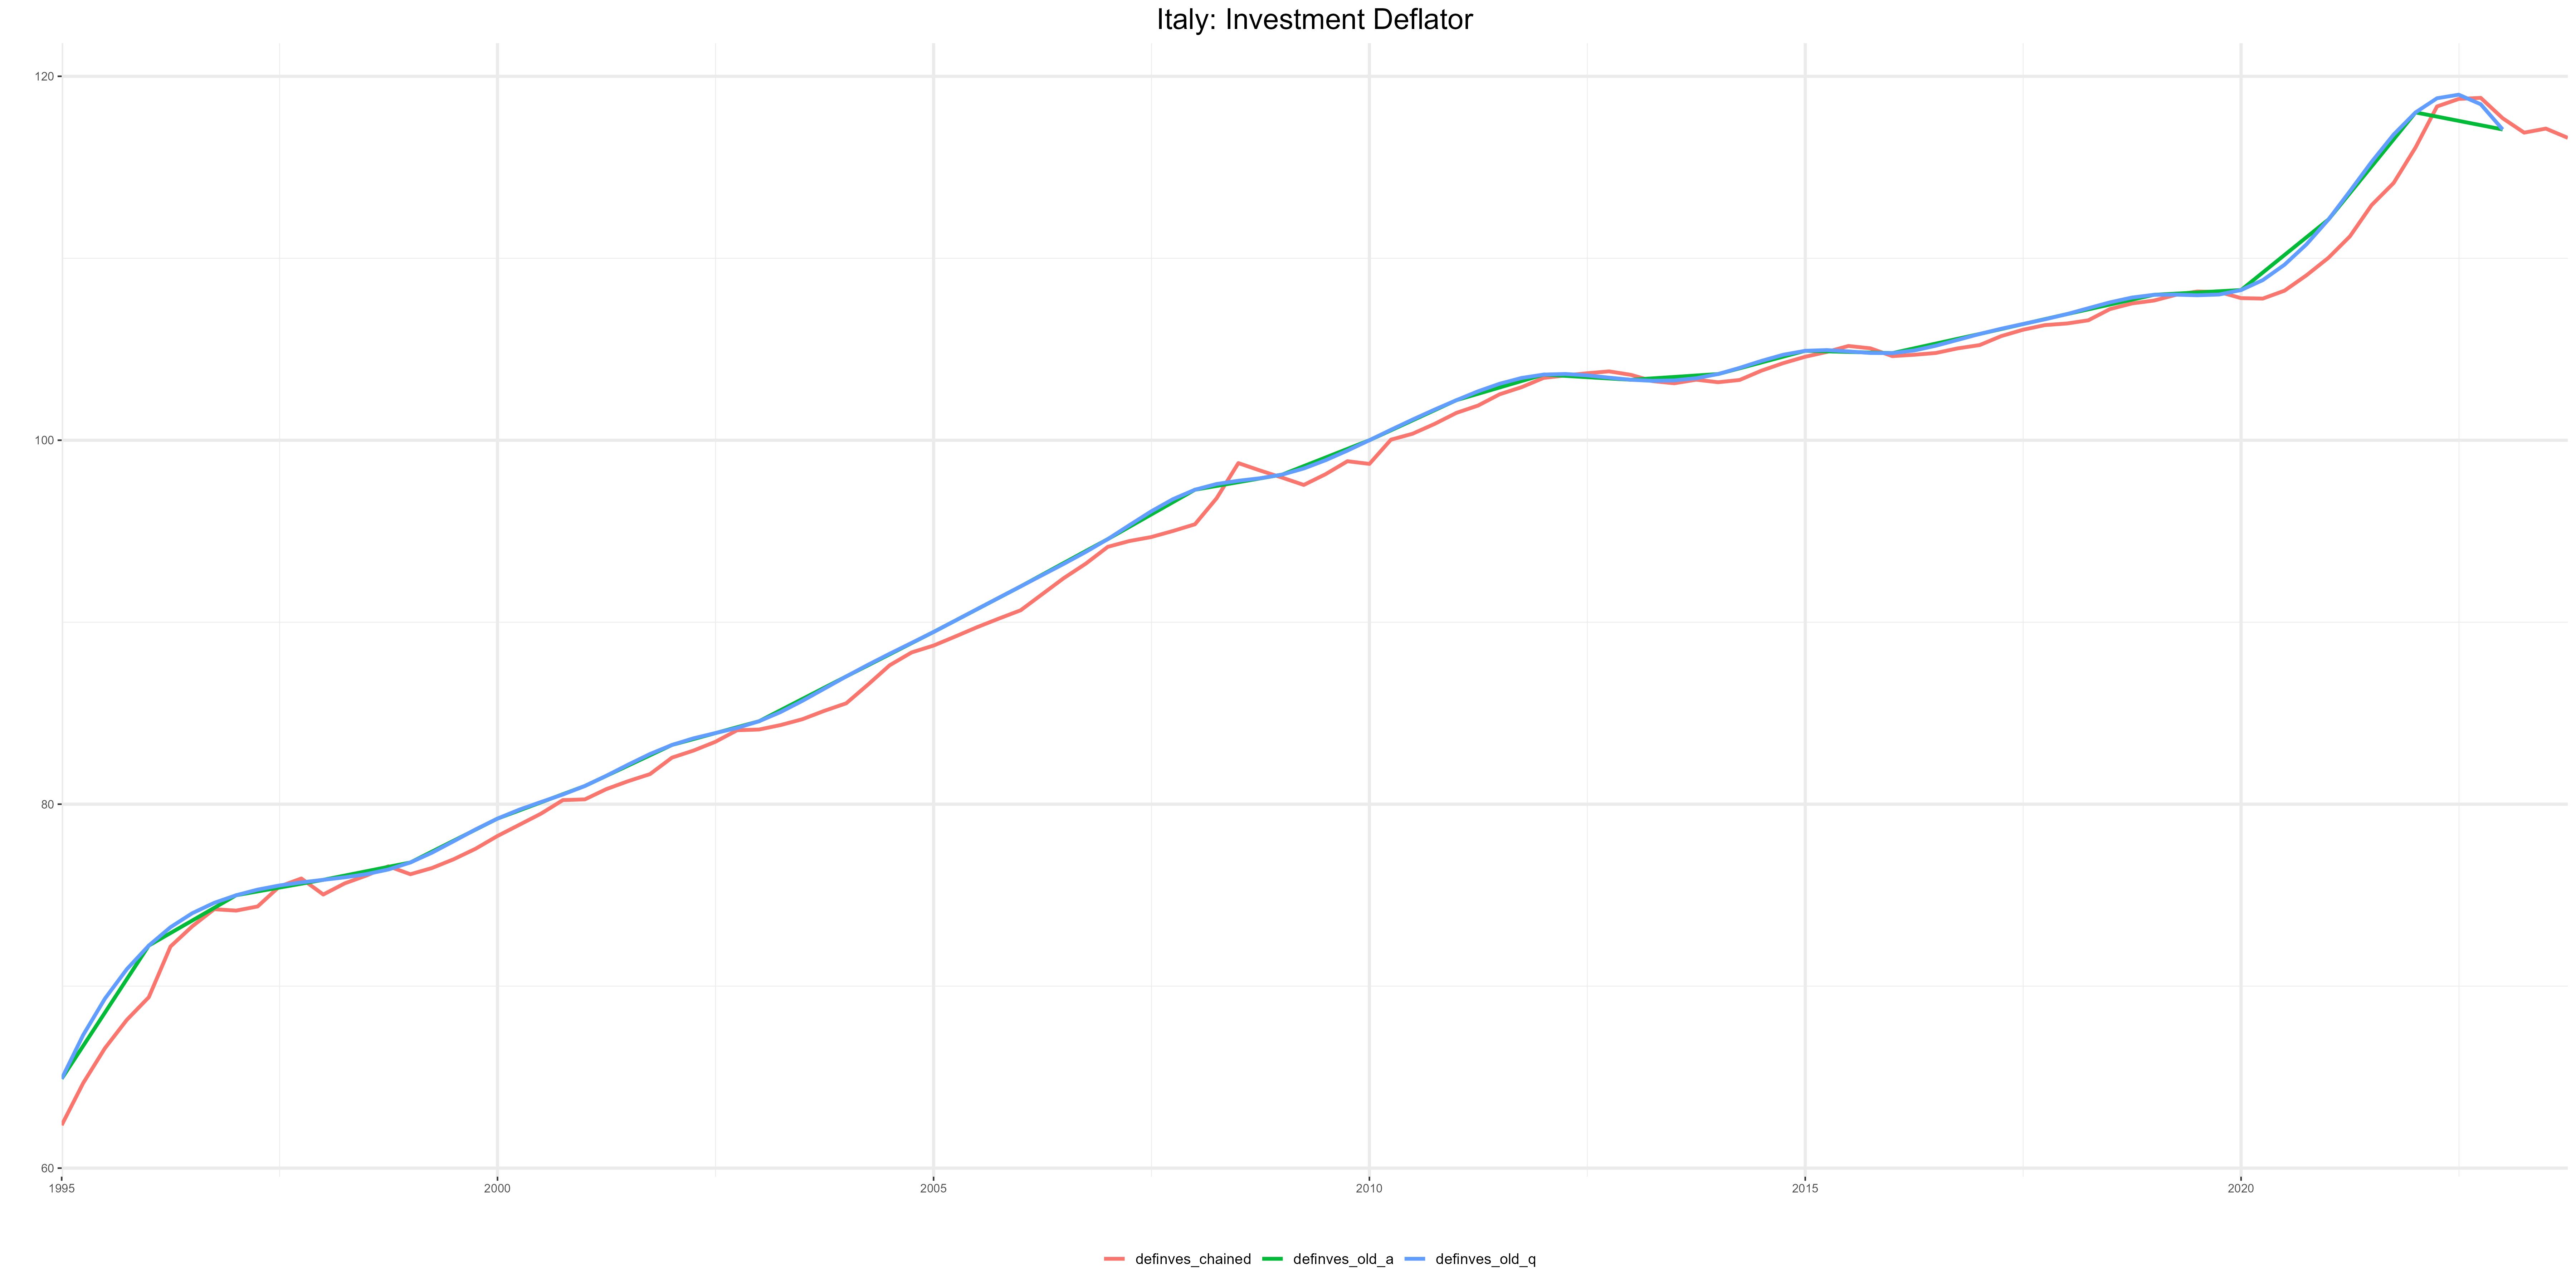 Italy: Investment Deflator
120
100
80
60
1995 2000 2005 2010 2015 2020
definves_chained definves_old_a definves_old_q